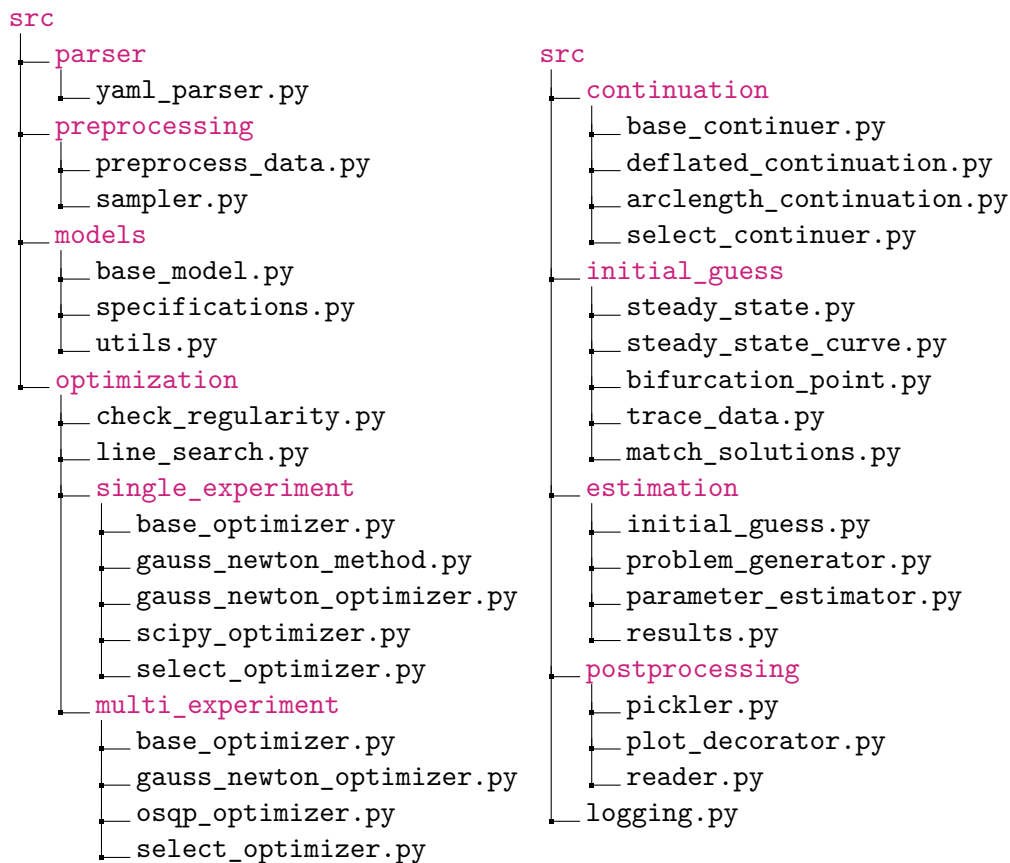 src
parser
yaml_parser.py
preprocessing
preprocess_data.py
sampler.py
models
base_model.py
specifications.py
utils.py
optimization
check_regularity.py
line_search.py
single_experiment
base_optimizer.py
gauss_newton_method.py
gauss_newton_optimizer.py
scipy_optimizer.py
select_optimizer.py
multi_experiment
base_optimizer.py
gauss_newton_optimizer.py
osqp_optimizer.py
select_optimizer.py
src
continuation
base_continuer.py
deflated_continuation.py
arclength_continuation.py
select_continuer.py
initial_guess
steady_state.py
steady_state_curve.py
bifurcation_point.py
trace_data.py
match_solutions.py
estimation
initial_guess.py
problem_generator.py
parameter_estimator.py
results.py
postprocessing
pickler.py
plot_decorator.py
reader.py
logging.py